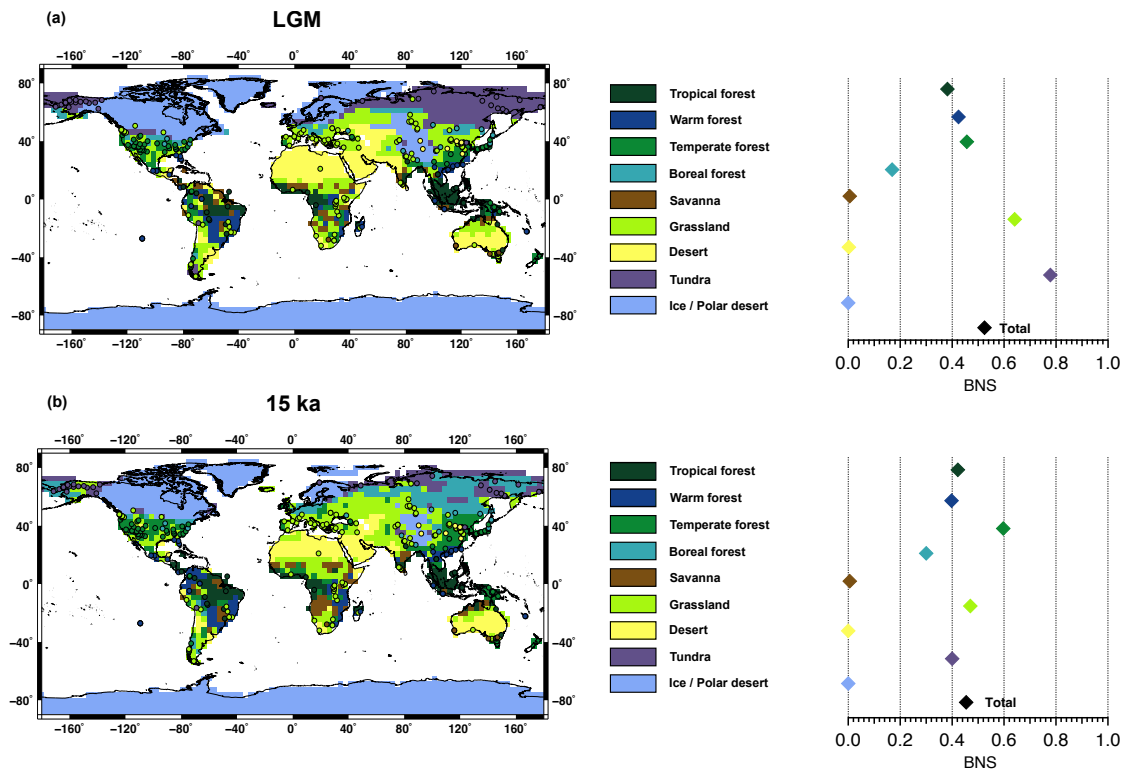 (a)
LGM
−160˚ −120˚ −80˚ −40˚ 0˚ 40˚ 80˚ 120˚ 160˚
80˚ 80˚
40˚ 40˚
0˚ 0˚
−40˚ −40˚
−80˚ −80˚
−160˚ −120˚ −80˚ −40˚ 0˚ 40˚ 80˚ 120˚ 160˚
Tropical forest
Warm forest
Temperate forest
Boreal forest
Savanna
Grassland
Desert
Tundra
Ice / Polar desert
Total
0.0 0.2 0.4 0.6 0.8 1.0
BNS
(b)
15 ka
−160˚ −120˚ −80˚ −40˚ 0˚ 40˚ 80˚ 120˚ 160˚
80˚ 80˚
40˚ 40˚
0˚ 0˚
−40˚ −40˚
−80˚ −80˚
−160˚ −120˚ −80˚ −40˚ 0˚ 40˚ 80˚ 120˚ 160˚
Tropical forest
Warm forest
Temperate forest
Boreal forest
Savanna
Grassland
Desert
Tundra
Ice / Polar desert
Total
0.0 0.2 0.4 0.6 0.8 1.0
BNS